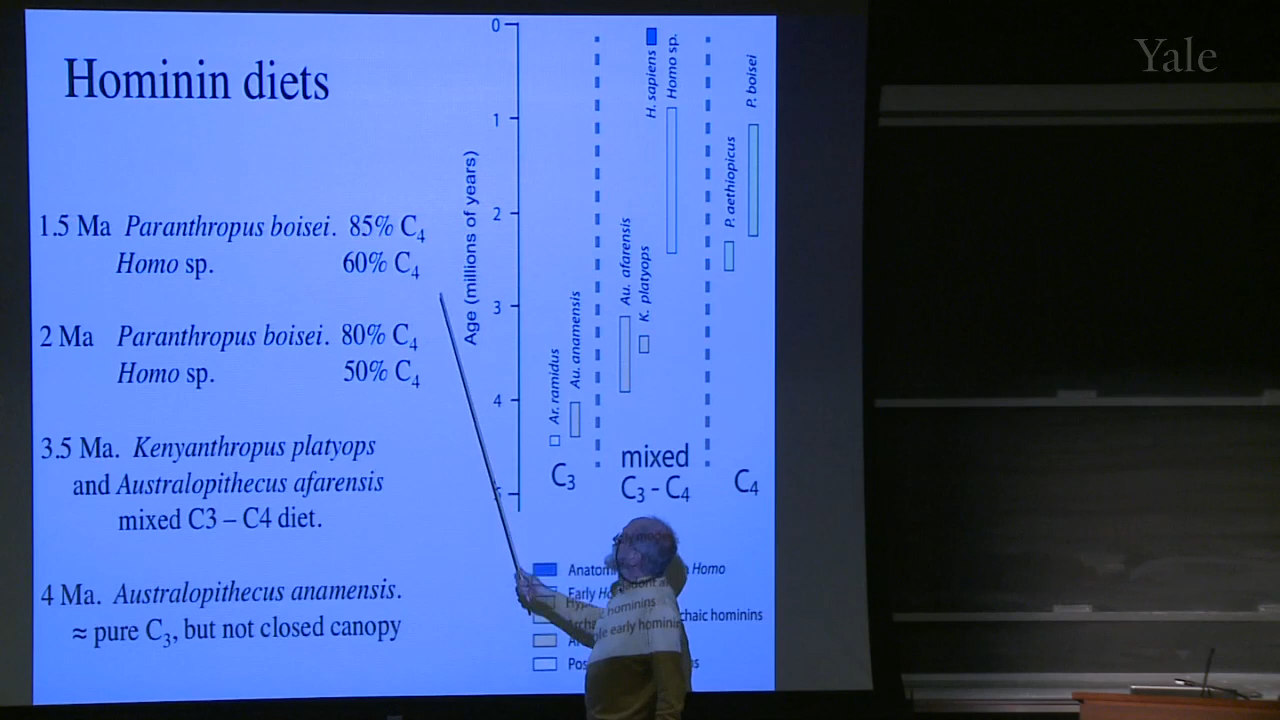 Hominin diets
1.5 Ma Paranthropus boisei. 85% C4
Homo sp. 60% C4
2 Ma Paranthropus boisei. 80% C4
Homo sp. 50% C4
3.5 Ma. Kenyanthropus platyops
and Australopithecus afarensis
mixed C3 – C4 diet.
4 Ma. Australopithecus anamensis.
≈ pure C3, but not closed canopy
Age (millions of years)
0
1
2
3
4
Ar. ramidus
Au. anamensis
Au. afarensis
K. platyops
H. sapiens
Homo sp.
P. aethiopicus
P. boisei
C3
mixed
C3 – C4
C4
Homo
Early
hominins
chaic hominins
le early hominin
Yale